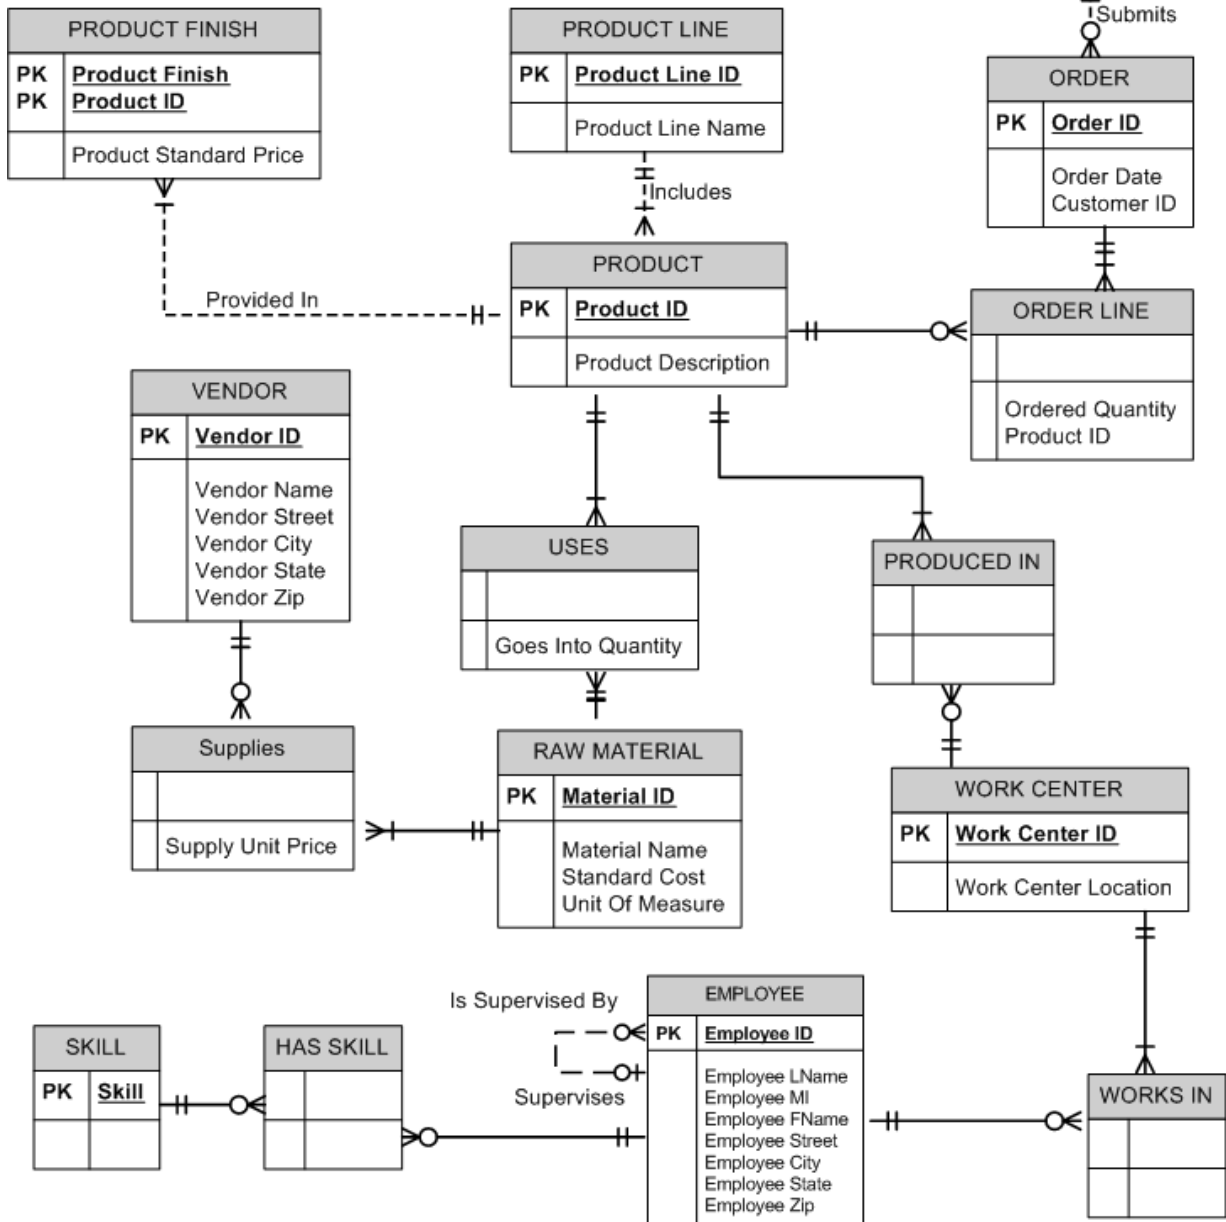 Submits
PRODUCT FINISH
PK Product Finish
PK Product ID
Product Standard Price
PRODUCT LINE
PK Product Line ID
Product Line Name
ORDER
PK Order ID
Order Date
Customer ID
Includes
Provided In
PRODUCT
PK Product ID
Product Description
ORDER LINE
Ordered Quantity
Product ID
VENDOR
PK Vendor ID
Vendor Name
Vendor Street
Vendor City
Vendor State
Vendor Zip
USES
Goes Into Quantity
PRODUCED IN
Supplies
Supply Unit Price
RAW MATERIAL
PK Material ID
Material Name
Standard Cost
Unit Of Measure
WORK CENTER
PK Work Center ID
Work Center Location
SKILL
PK Skill
HAS SKILL
Is Supervised By
Supervises
EMPLOYEE
PK Employee ID
Employee LName
Employee MI
Employee FName
Employee Street
Employee City
Employee State
Employee Zip
WORKS IN